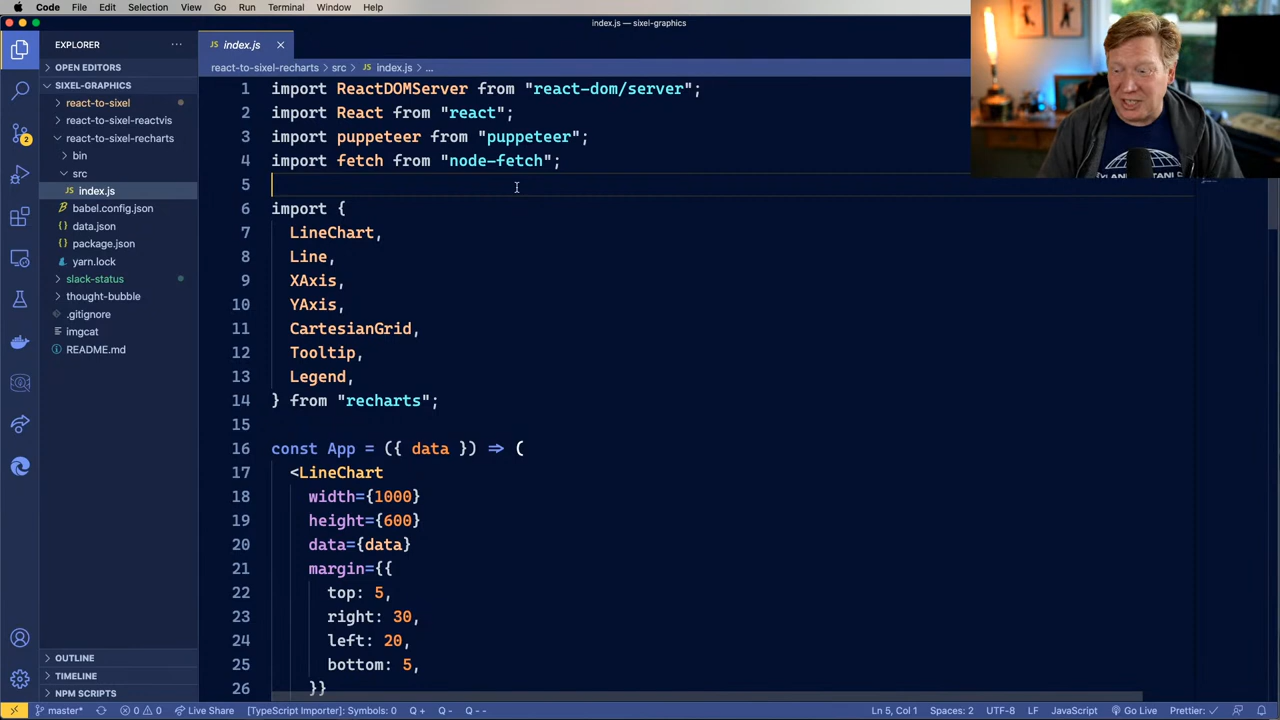 Code File Edit Selection View Go Run Terminal Window Help
index.js — sixel-graphics
EXPLORER
index.js
OPEN EDITORS
react-to-sixel-recharts › src › JS index.js › ...
SIXEL-GRAPHICS
react-to-sixel
react-to-sixel-reactvis
react-to-sixel-recharts
bin
src
JS index.js
babel.config.json
data.json
package.json
yarn.lock
slack-status
thought-bubble
.gitignore
imgcat
README.md
2
OUTLINE
TIMELINE
NPM SCRIPTS
1 import ReactDOMServer from "react-dom/server";
2 import React from "react";
3 import puppeteer from "puppeteer";
4 import fetch from "node-fetch";
5
6 import {
7 LineChart,
8 Line,
9 XAxis,
10 YAxis,
11 CartesianGrid,
12 Tooltip,
13 Legend,
14 } from "recharts";
15
16 const App = ({ data }) => (
17 <LineChart
18 width={1000}
19 height={600}
20 data={data}
21 margin={{
22 top: 5,
23 right: 30,
24 left: 20,
25 bottom: 5,
26 }}
master* 0 0 Live Share [TypeScript Importer]: Symbols: 0 Q + Q - Q - - Ln 5, Col 1 Spaces: 2 UTF-8 LF JavaScript Go Live Prettier: ✓